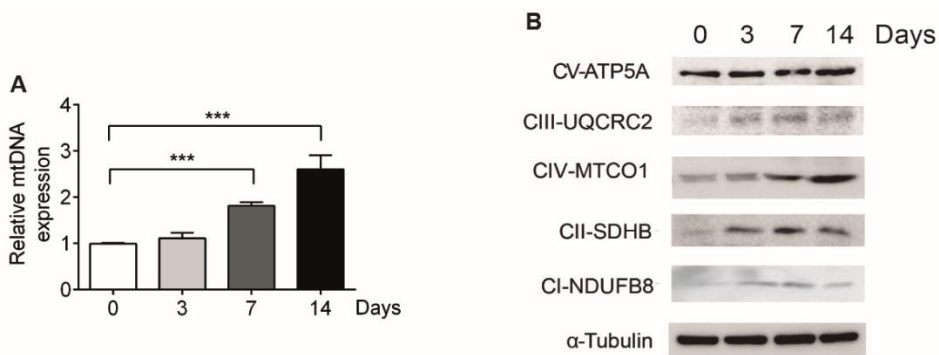 A
Relative mtDNA
expression
4
3
2
1
0
***
***
0 3 7 14 Days
B
0 3 7 14 Days
CV-ATP5A
CIII-UQCRC2
CIV-MTCO1
CII-SDHB
CI-NDUFB8
α-Tubulin